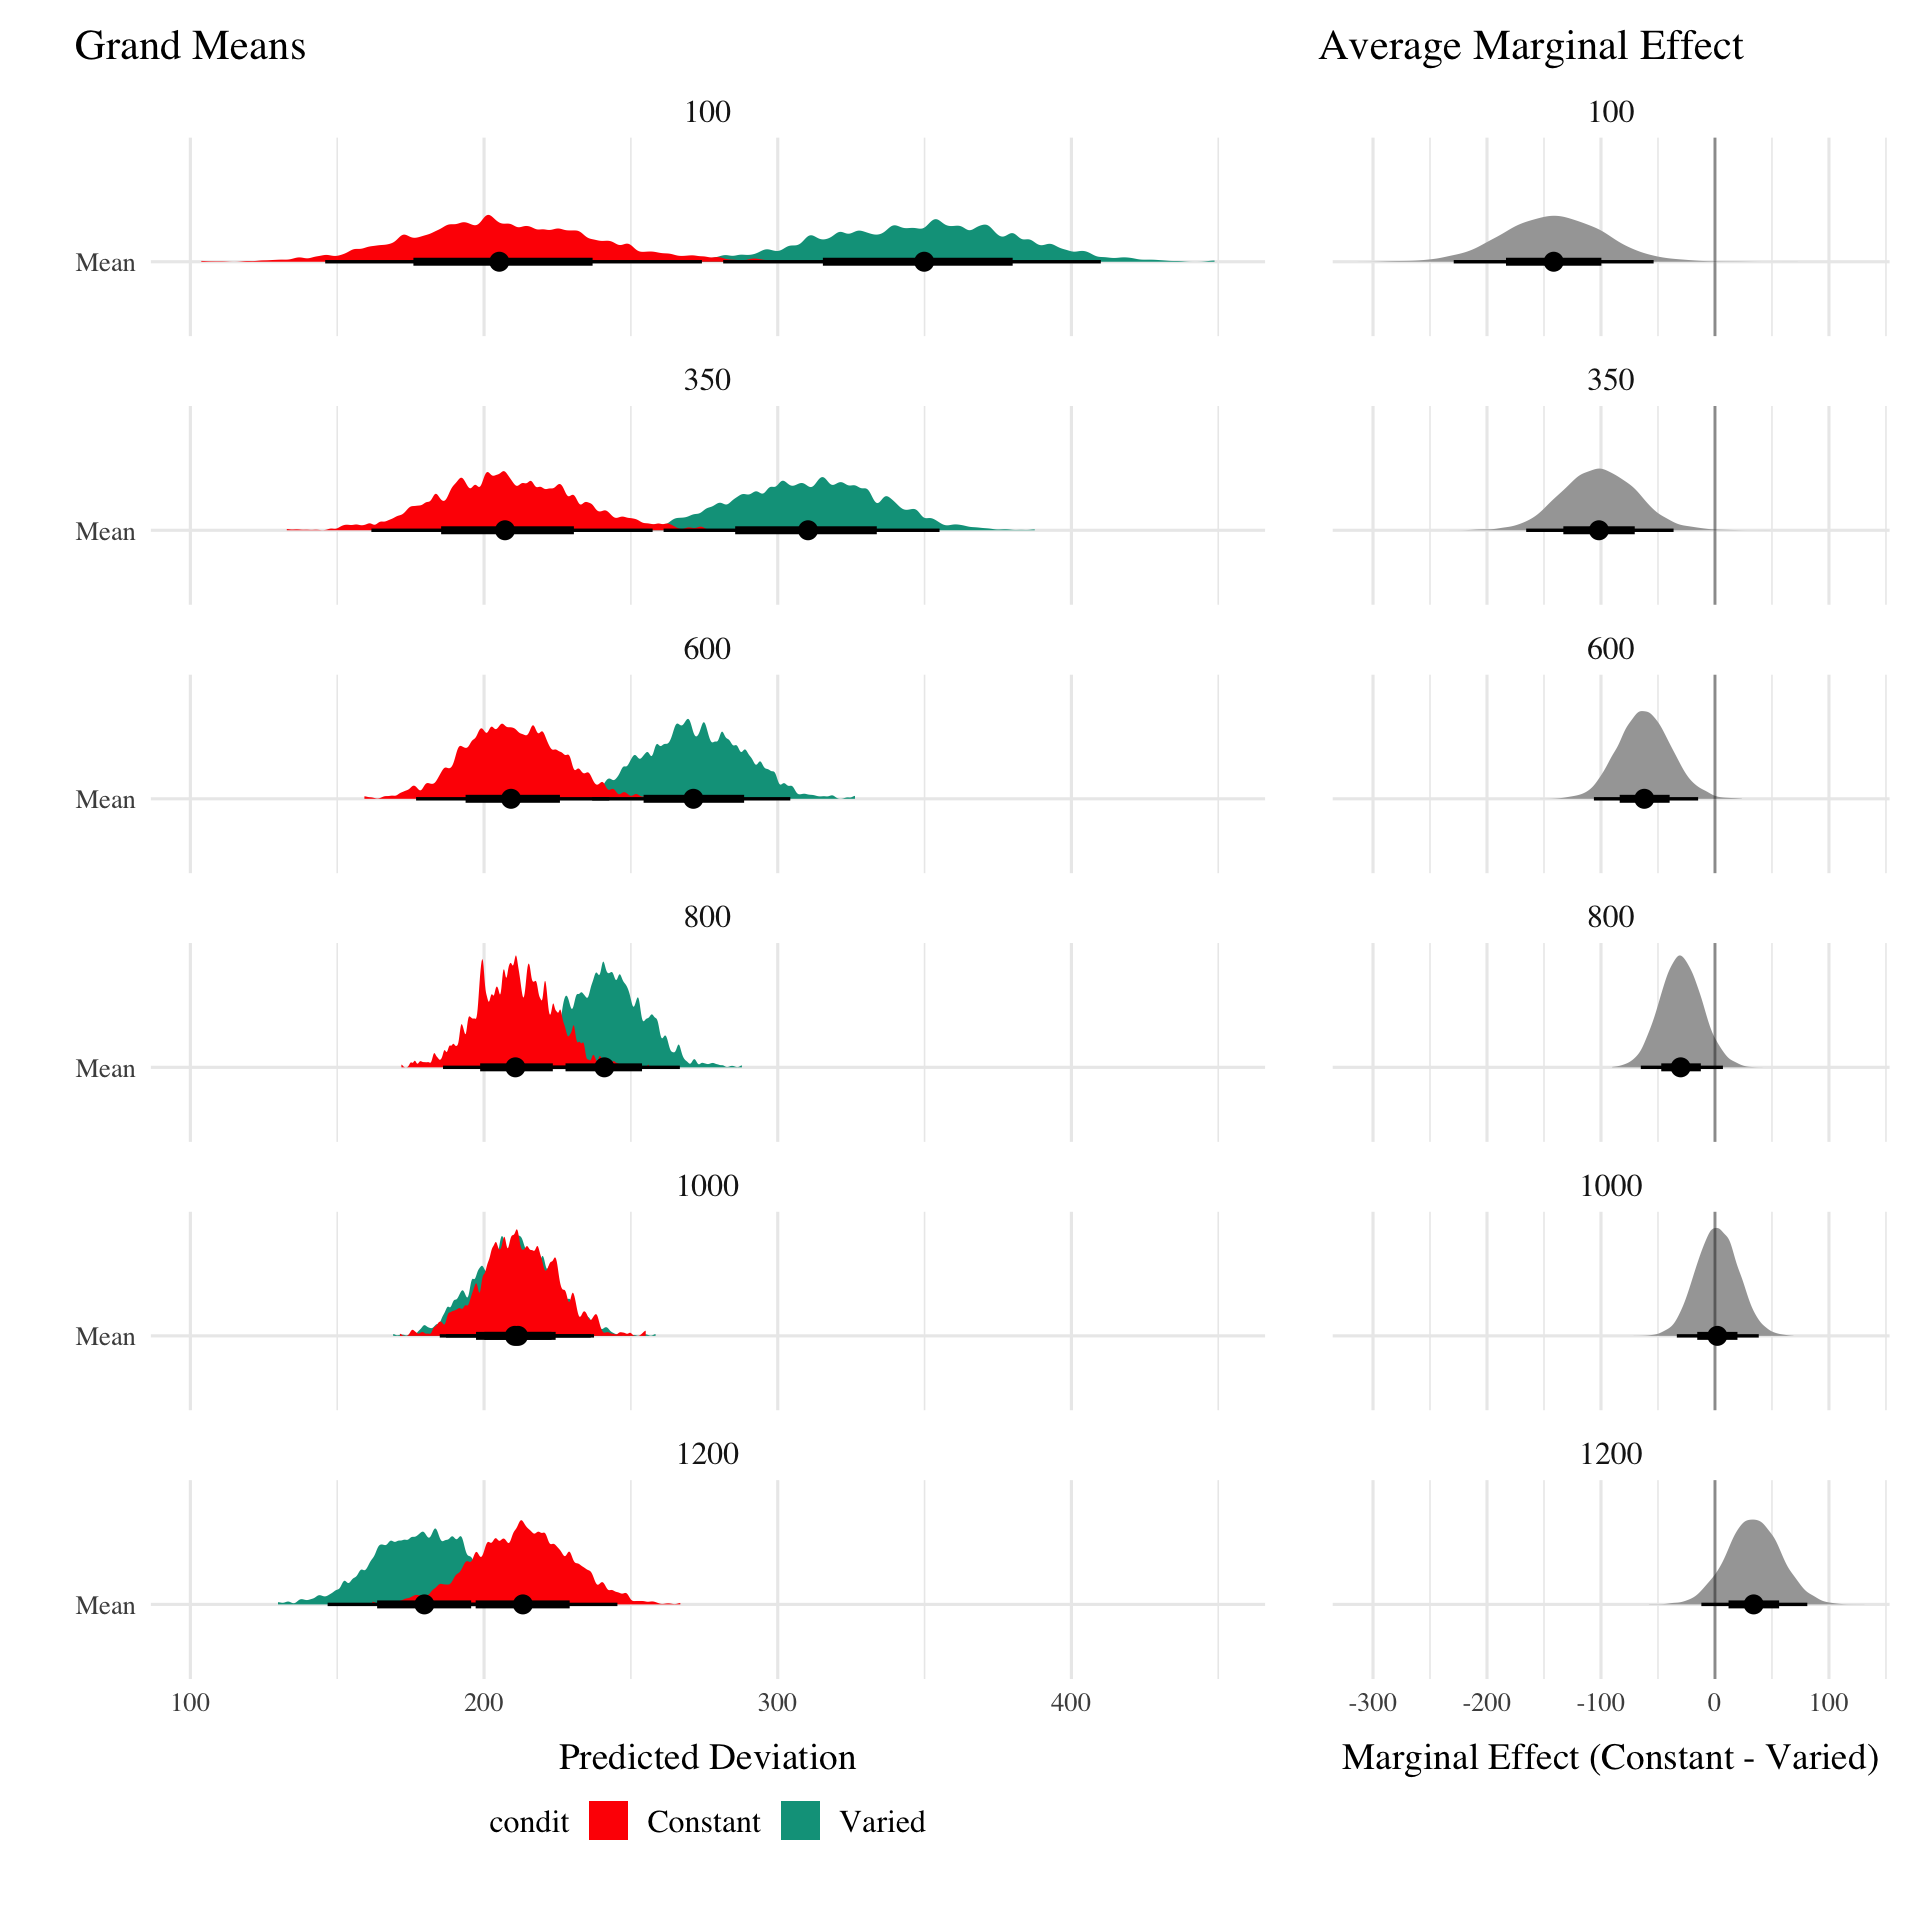 Grand Means
100
Mean
350
Mean
600
Mean
800
Mean
1000
Mean
1200
Mean
100 200 300 400
Predicted Deviation
condit Constant Varied
Average Marginal Effect
100
350
600
800
1000
1200
-300 -200 -100 0 100
Marginal Effect (Constant - Varied)